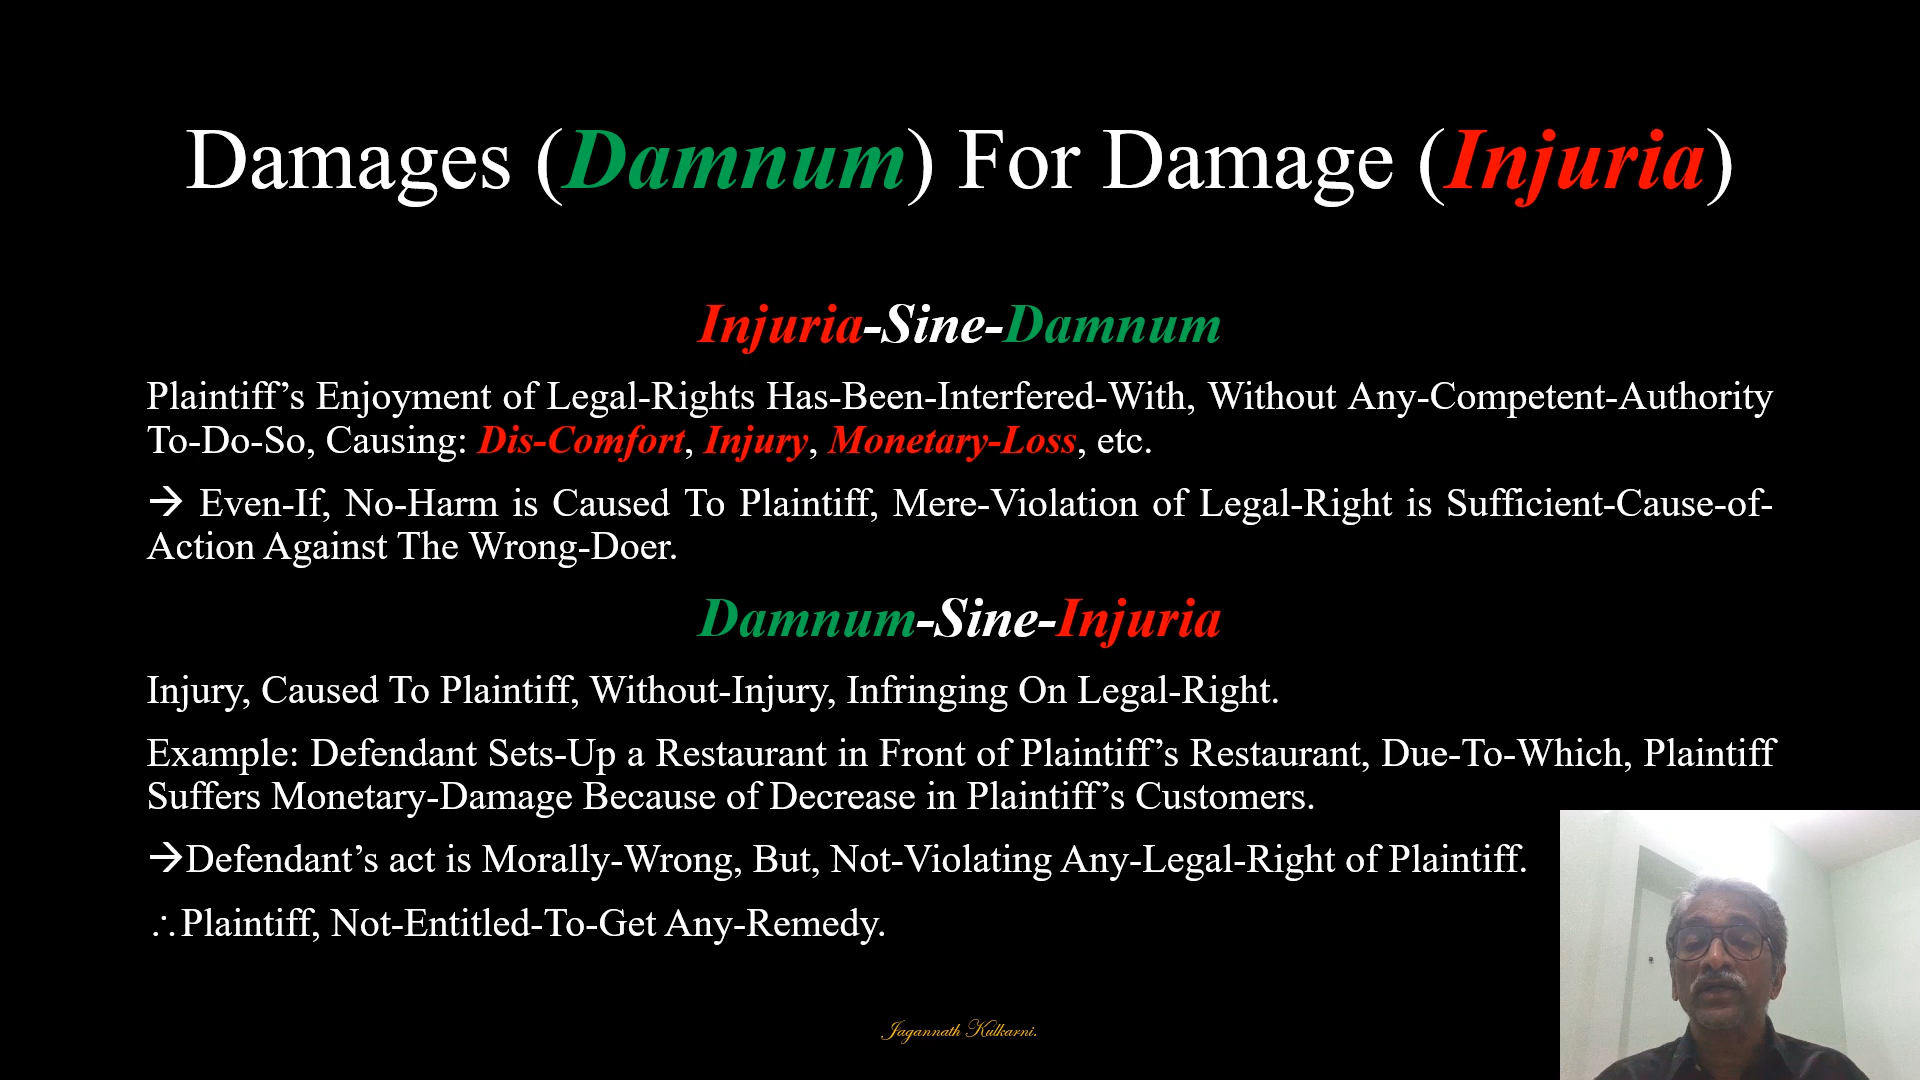 Damages (Damnum) For Damage (Injuria)
Injuria-Sine-Damnum
Plaintiff’s Enjoyment of Legal-Rights Has-Been-Interfered-With, Without Any-Competent-Authority
To-Do-So, Causing: Dis-Comfort, Injury, Monetary-Loss, etc.
→ Even-If, No-Harm is Caused To Plaintiff, Mere-Violation of Legal-Right is Sufficient-Cause-of-
Action Against The Wrong-Doer.
Damnum-Sine-Injuria
Injury, Caused To Plaintiff, Without-Injury, Infringing On Legal-Right.
Example: Defendant Sets-Up a Restaurant in Front of Plaintiff’s Restaurant, Due-To-Which, Plaintiff
Suffers Monetary-Damage Because of Decrease in Plaintiff’s Customers.
→Defendant’s act is Morally-Wrong, But, Not-Violating Any-Legal-Right of Plaintiff.
∴Plaintiff, Not-Entitled-To-Get Any-Remedy.
Jagannath Kulkarni.